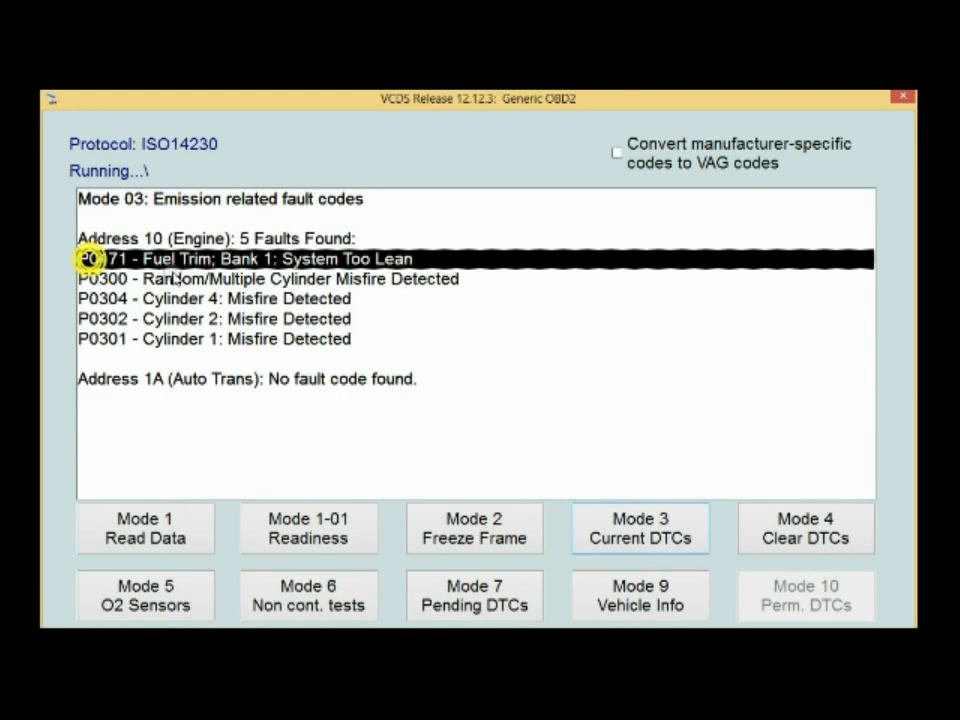 VCDS Release 12.12.3: Generic OBD2
Protocol: ISO14230
Convert manufacturer-specific
codes to VAG codes
Running...\
Mode 03: Emission related fault codes
Address 10 (Engine): 5 Faults Found:
P0171 - Fuel Trim; Bank 1: System Too Lean
P0300 - Random/Multiple Cylinder Misfire Detected
P0304 - Cylinder 4: Misfire Detected
P0302 - Cylinder 2: Misfire Detected
P0301 - Cylinder 1: Misfire Detected
Address 1A (Auto Trans): No fault code found.
Mode 1
Read Data
Mode 1-01
Readiness
Mode 2
Freeze Frame
Mode 3
Current DTCs
Mode 4
Clear DTCs
Mode 5
O2 Sensors
Mode 6
Non cont. tests
Mode 7
Pending DTCs
Mode 9
Vehicle Info
Mode 10
Perm. DTCs